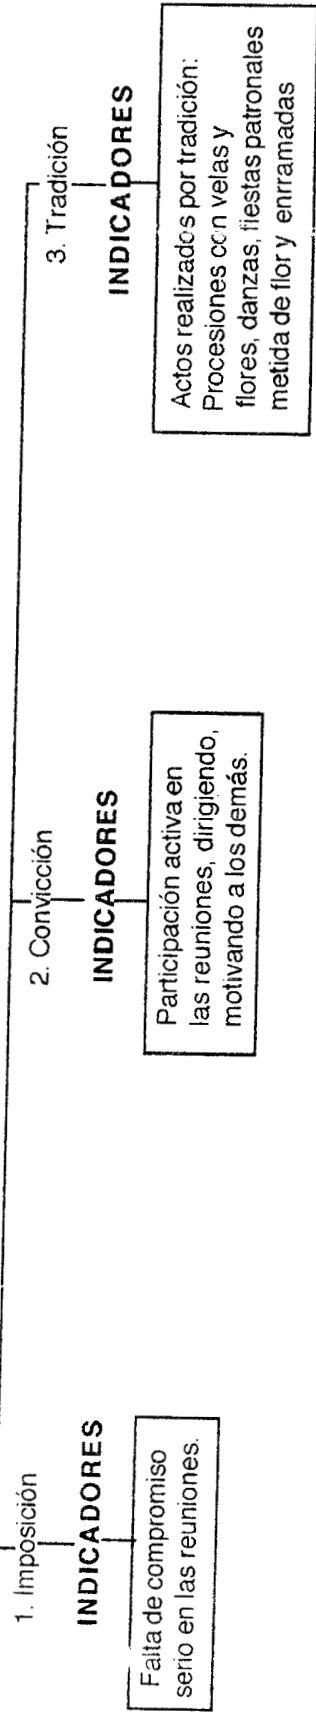 1. Imposición
INDICADORES
Falta de compromiso
serio en las reuniones.
2. Convicción
INDICADORES
Participación activa en
las reuniones, dirigiendo,
motivando a los demás.
3. Tradición
INDICADORES
Actos realizados por tradición:
Procesiones con velas y
flores, danzas, fiestas patronales
metida de flor y enrramadas